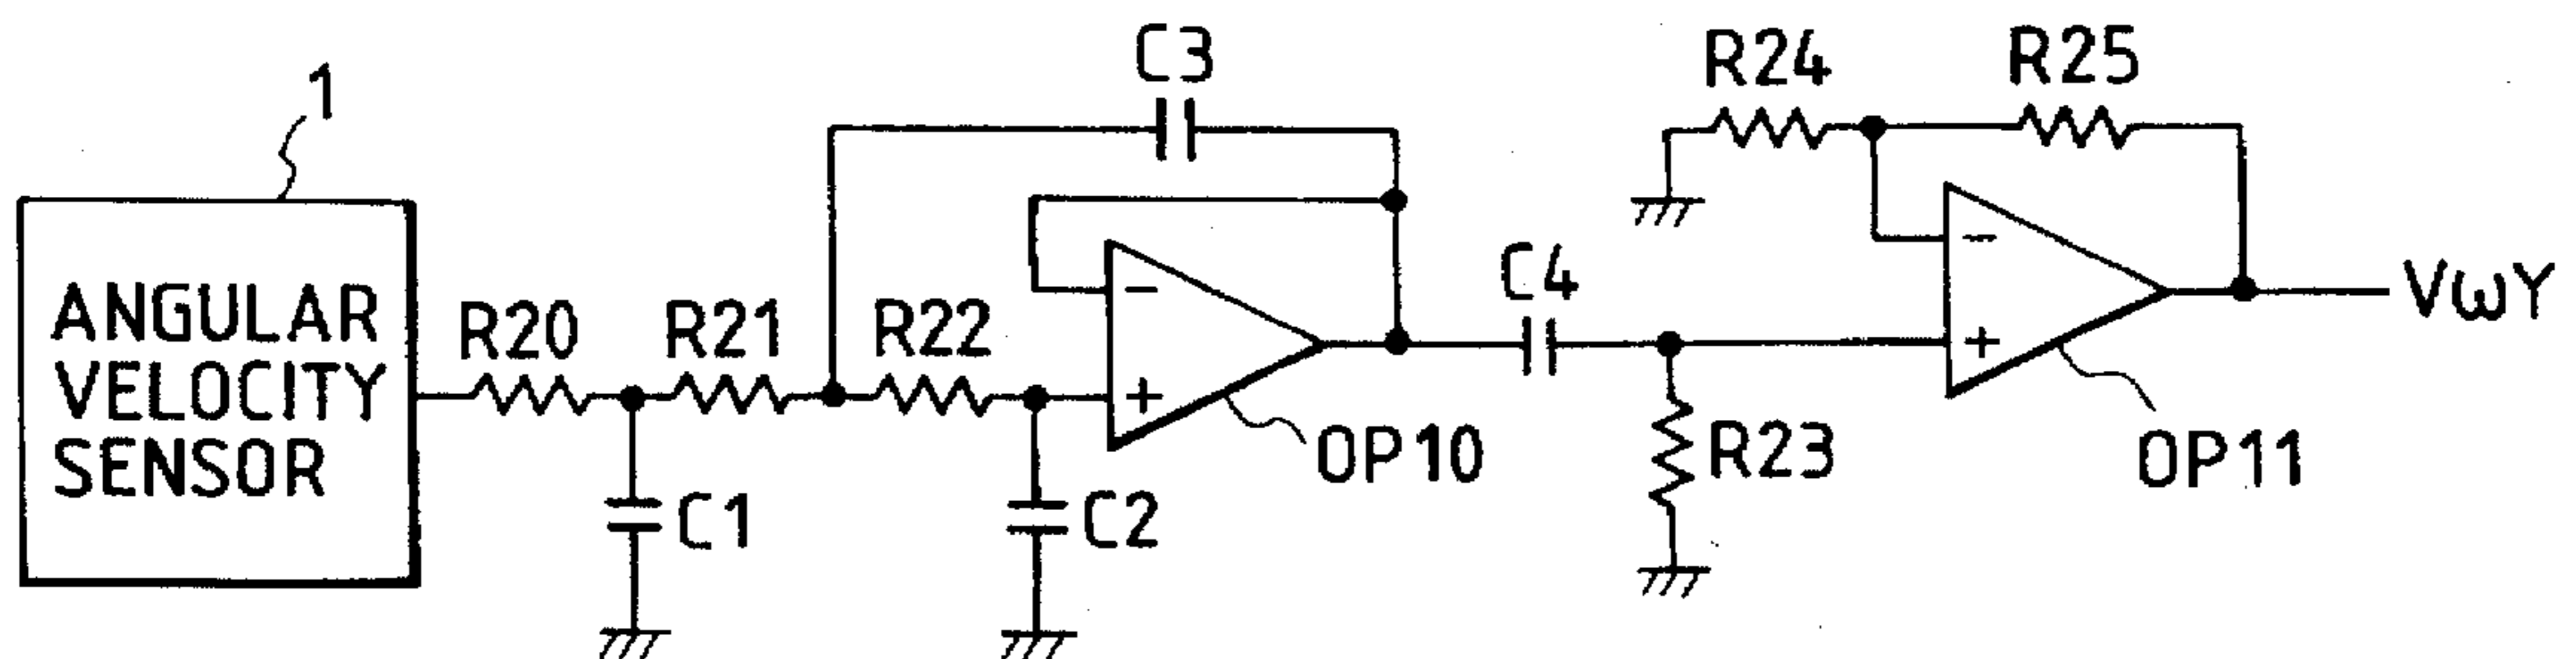 1
ANGULAR
VELOCITY
SENSOR
R20
R21
R22
C1
C2
C3
−
+
OP10
C4
R23
R24
R25
−
+
OP11
VωY